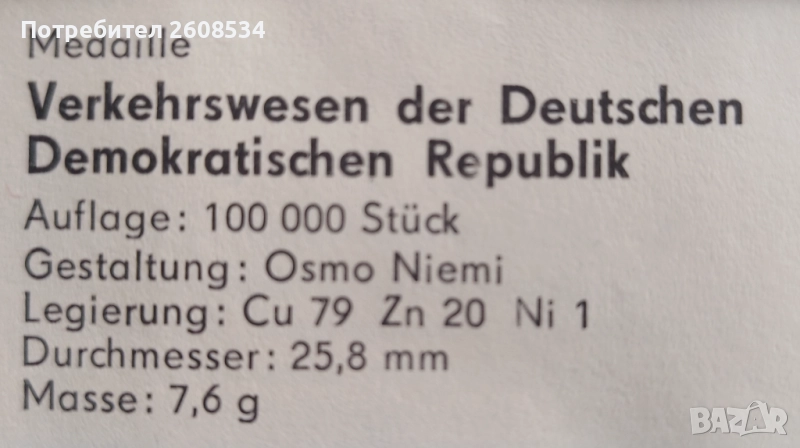 Потребител 2608534
Medaille
Verkehrswesen der Deutschen
Demokratischen Republik
Auflage: 100 000 Stück
Gestaltung: Osmo Niemi
Legierung: Cu 79 Zn 20 Ni 1
Durchmesser: 25,8 mm
Masse: 7,6 g
BAZAR